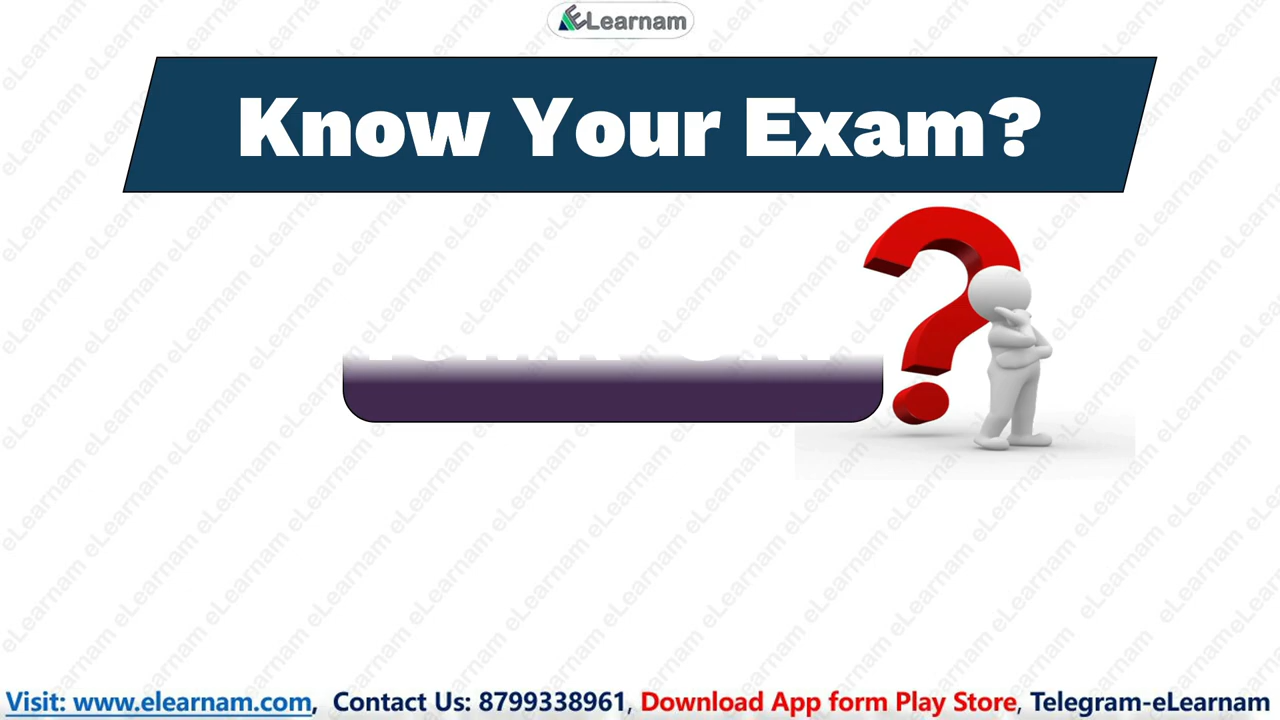 ELearnam
Know Your Exam?
Visit: www.elearnam.com, Contact Us: 8799338961, Download App form Play Store, Telegram-eLearnam